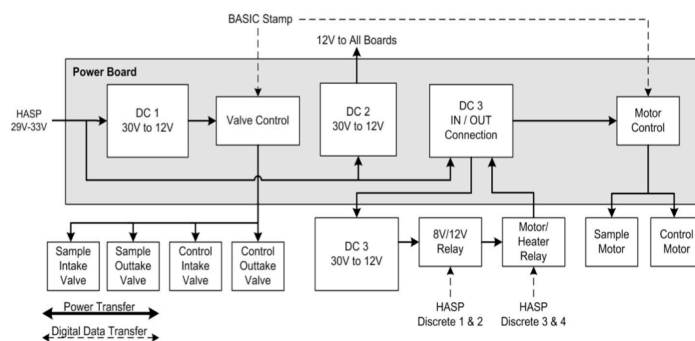 BASIC Stamp
12V to All Boards
Power Board
HASP
29V-33V
DC 1
30V to 12V
Valve Control
DC 2
30V to 12V
DC 3
IN / OUT
Connection
Motor
Control
Sample
Intake
Valve
Sample
Outtake
Valve
Control
Intake
Valve
Control
Outtake
Valve
DC 3
30V to 12V
8V/12V
Relay
Motor/
Heater
Relay
Sample
Motor
Control
Motor
HASP
Discrete 1 & 2
HASP
Discrete 3 & 4
Power Transfer
Digital Data Transfer